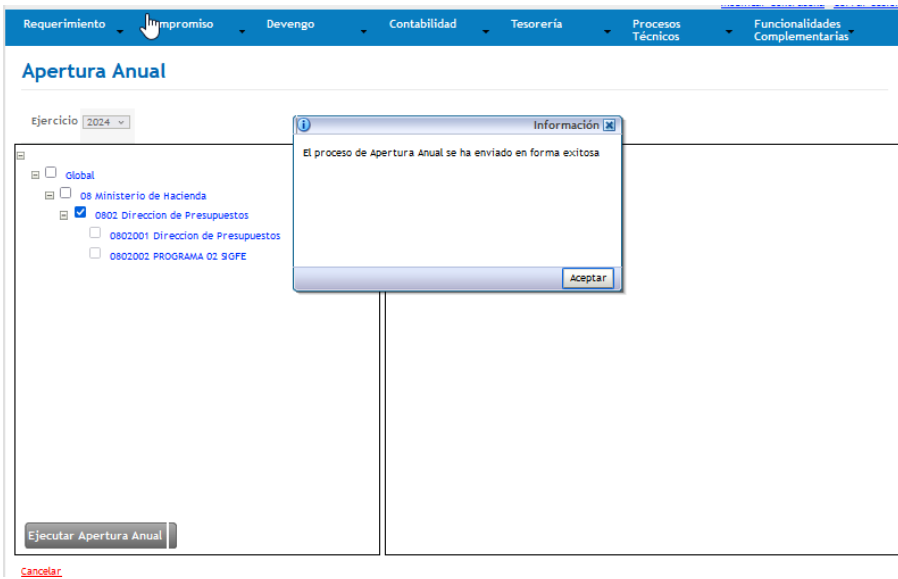 Requerimiento
Devengo
Contabilidad
Tesorería
Procesos
Técnicos
Funcionalidades
Complementarias
Apertura Anual
Ejercicio 2024
Información
El proceso de Apertura Anual se ha enviado en forma exitosa
Aceptar
Global
08 Ministerio de Hacienda
0802 Direccion de Presupuestos
0802001 Direccion de Presupuestos
0802002 PROGRAMA 02 SIGFE
Ejecutar Apertura Anual
Cancelar